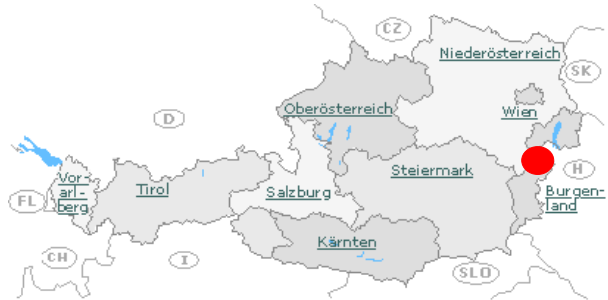 CZ
Niederösterreich
SK
Wien
Oberösterreich
D
Steiermark
H
Vor-
arl-
berg
Tirol
Salzburg
Burgen-
land
FL
Kärnten
CH
I
SLO